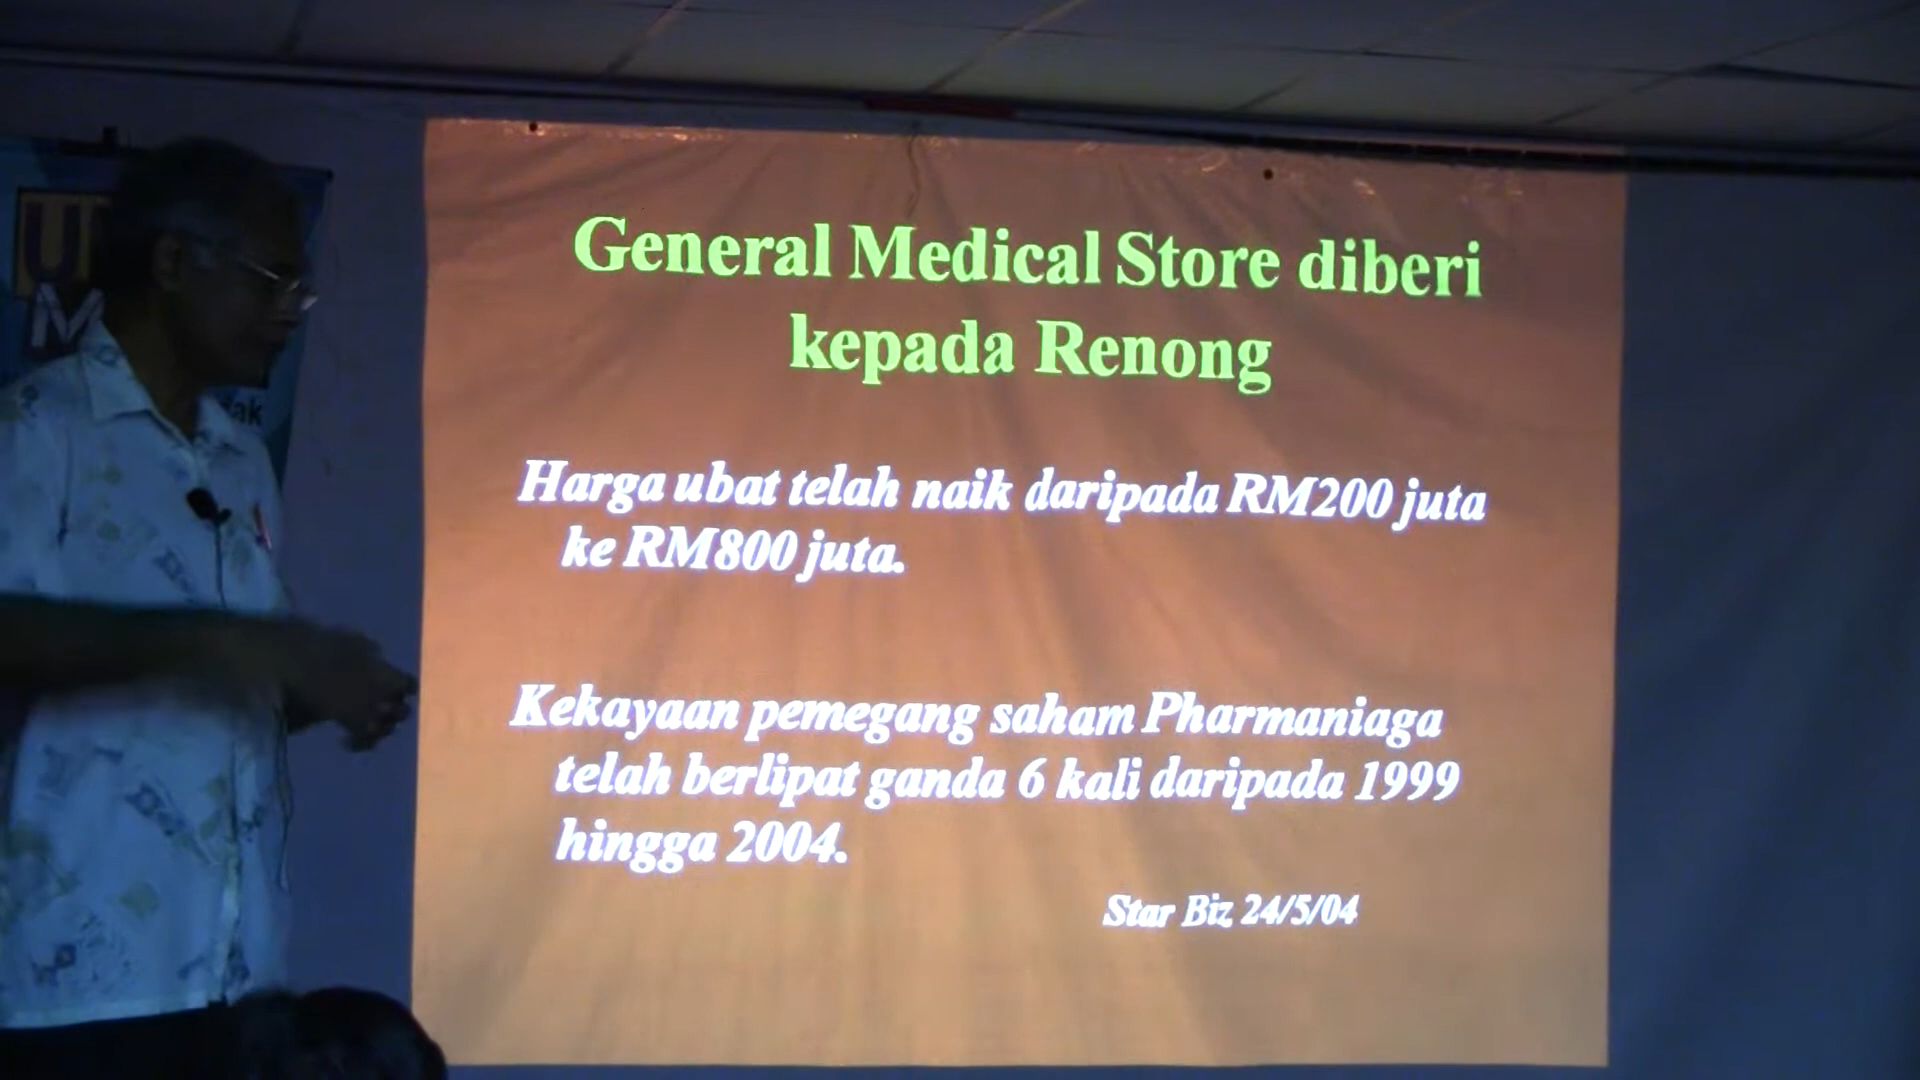 General Medical Store diberi
kepada Renong
Harga ubat telah naik daripada RM200 juta
ke RM800 juta.
Kekayaan pemegang saham Pharmaniaga
telah berlipat ganda 6 kali daripada 1999
hingga 2004.
Star Biz 24/5/04
U
M